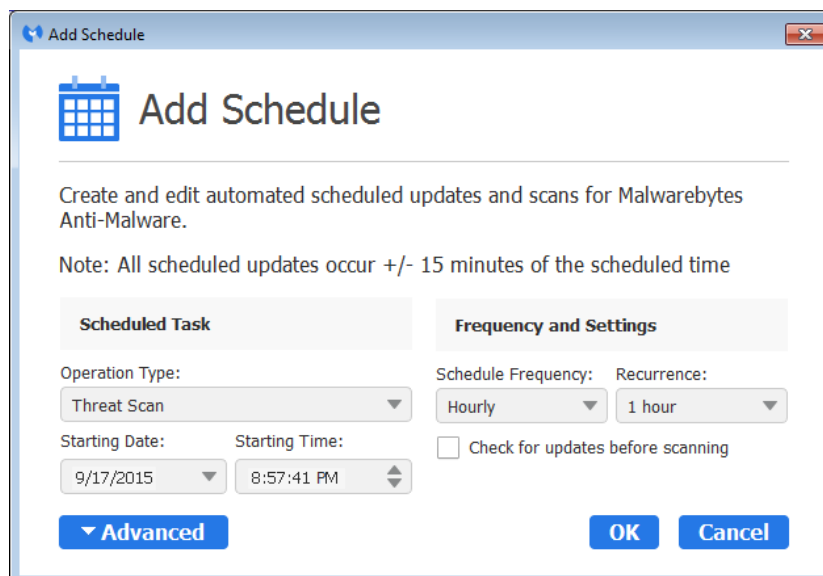 Add Schedule
Add Schedule
Create and edit automated scheduled updates and scans for Malwarebytes
Anti-Malware.
Note: All scheduled updates occur +/- 15 minutes of the scheduled time
Scheduled Task
Operation Type:
Threat Scan
Starting Date: Starting Time:
9/17/2015 8:57:41 PM
Frequency and Settings
Schedule Frequency: Recurrence:
Hourly 1 hour
Check for updates before scanning
Advanced OK Cancel